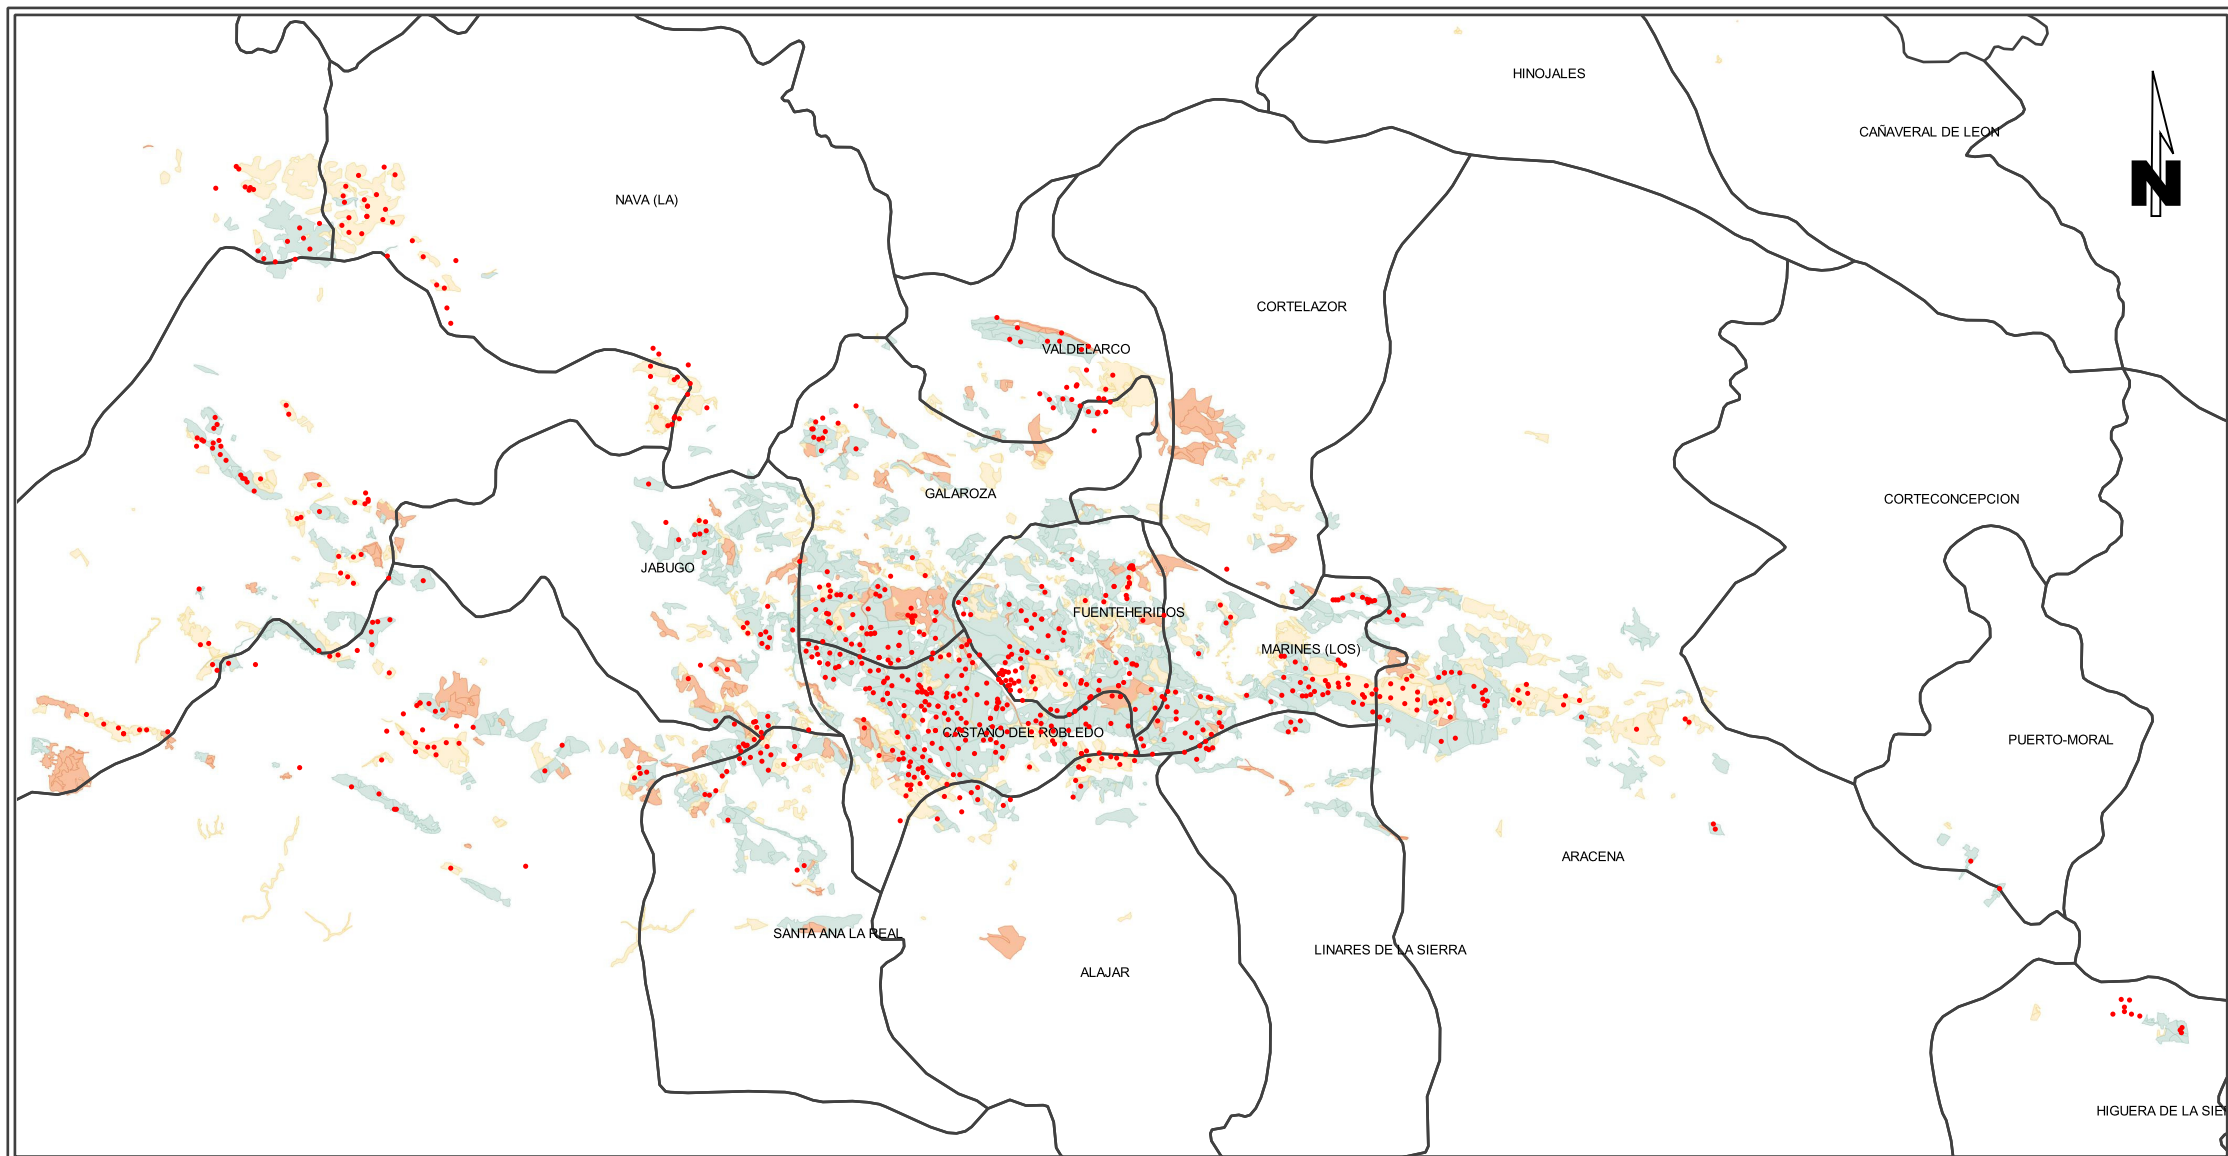 HINOJALES
CAÑAVERAL DE LEON
N
NAVA (LA)
CORTELAZOR
VALDELARCO
GALAROZA
CORTECONCEPCION
JABUGO
FUENTEHERIDOS
MARINES (LOS)
CASTAÑO DEL ROBLEDO
PUERTO-MORAL
ARACENA
SANTA ANA LA REAL
LINARES DE LA SIERRA
ALAJAR
HIGUERA DE LA SIE